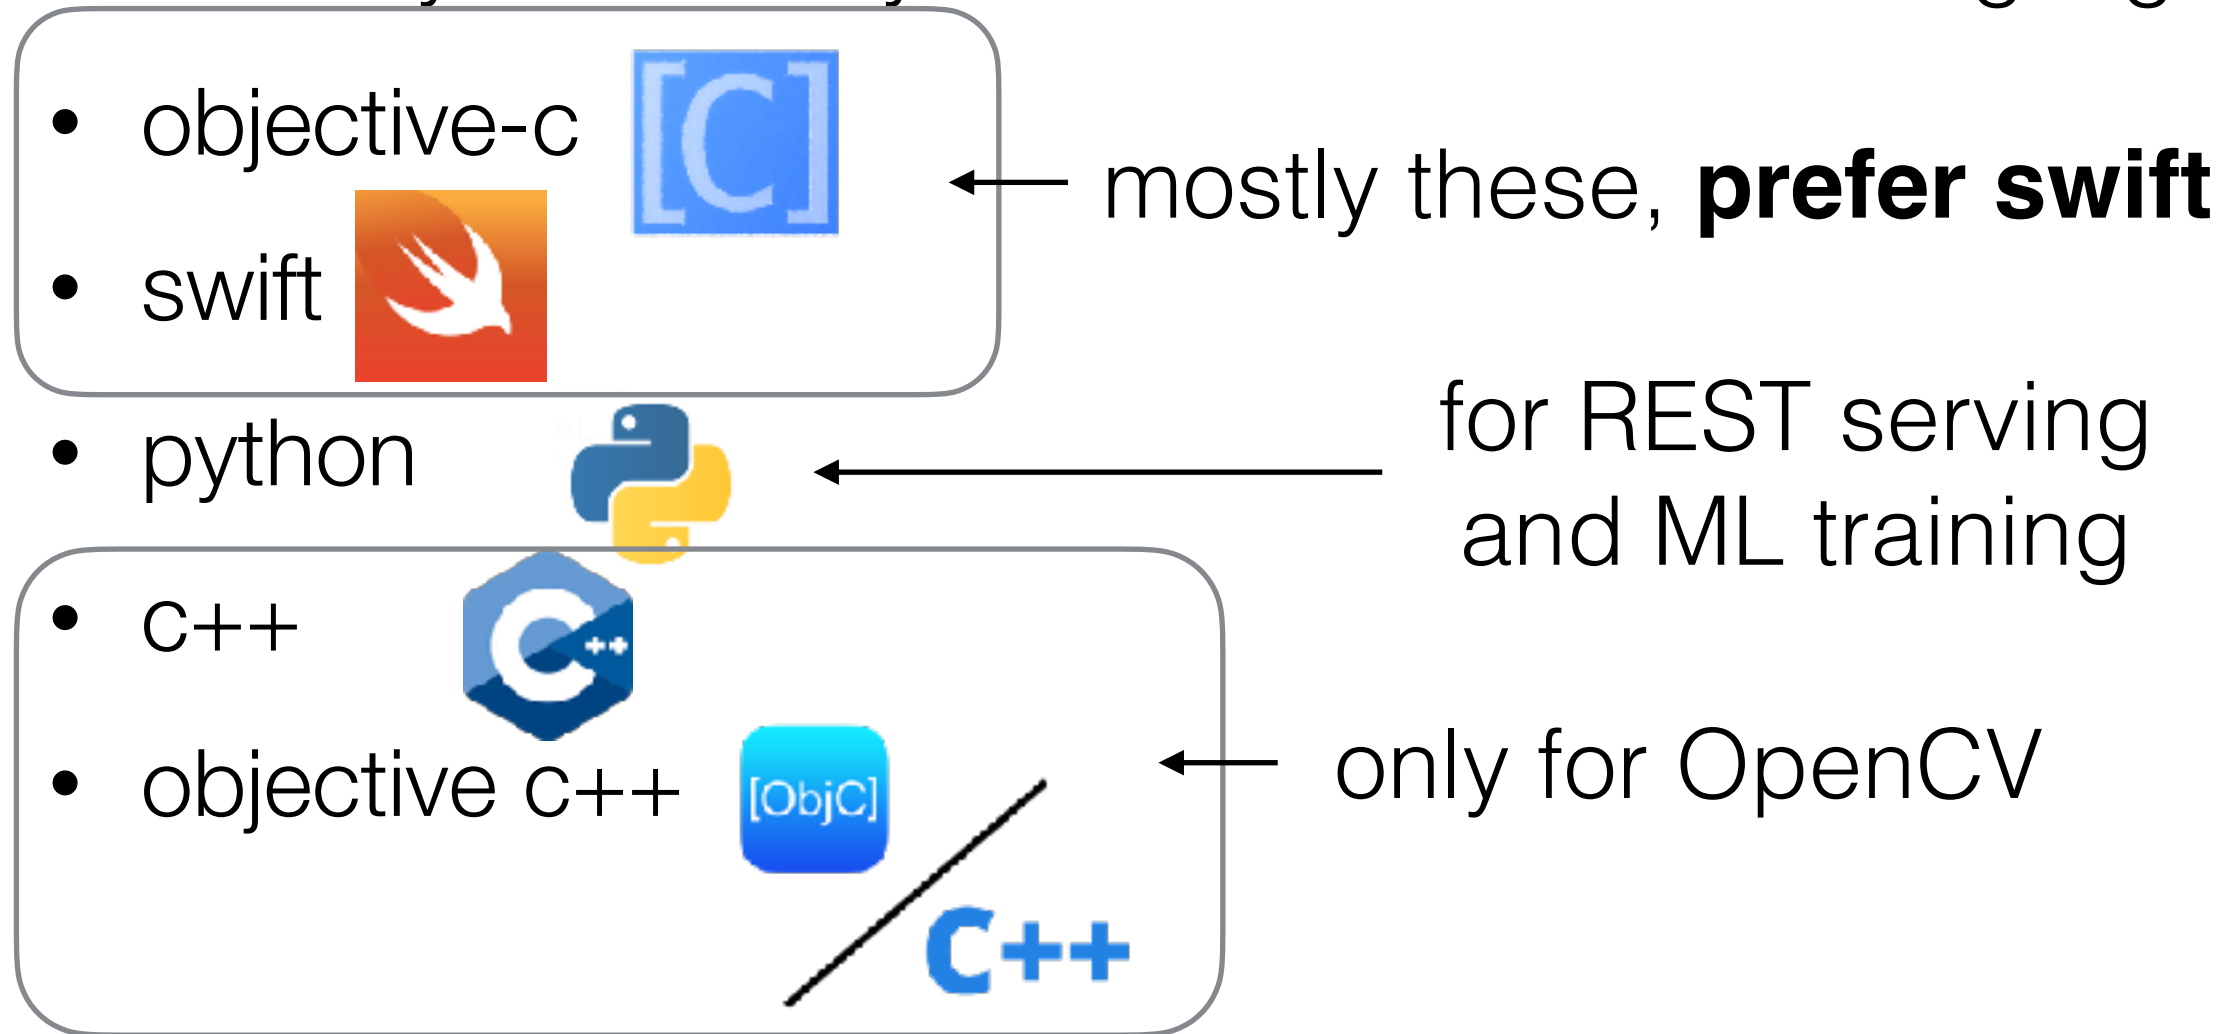 • objective-c
[C]
mostly these, prefer swift
• swift
• python
for REST serving
and ML training
• c++
C++
• objective c++
[ObjC]
C++
only for OpenCV